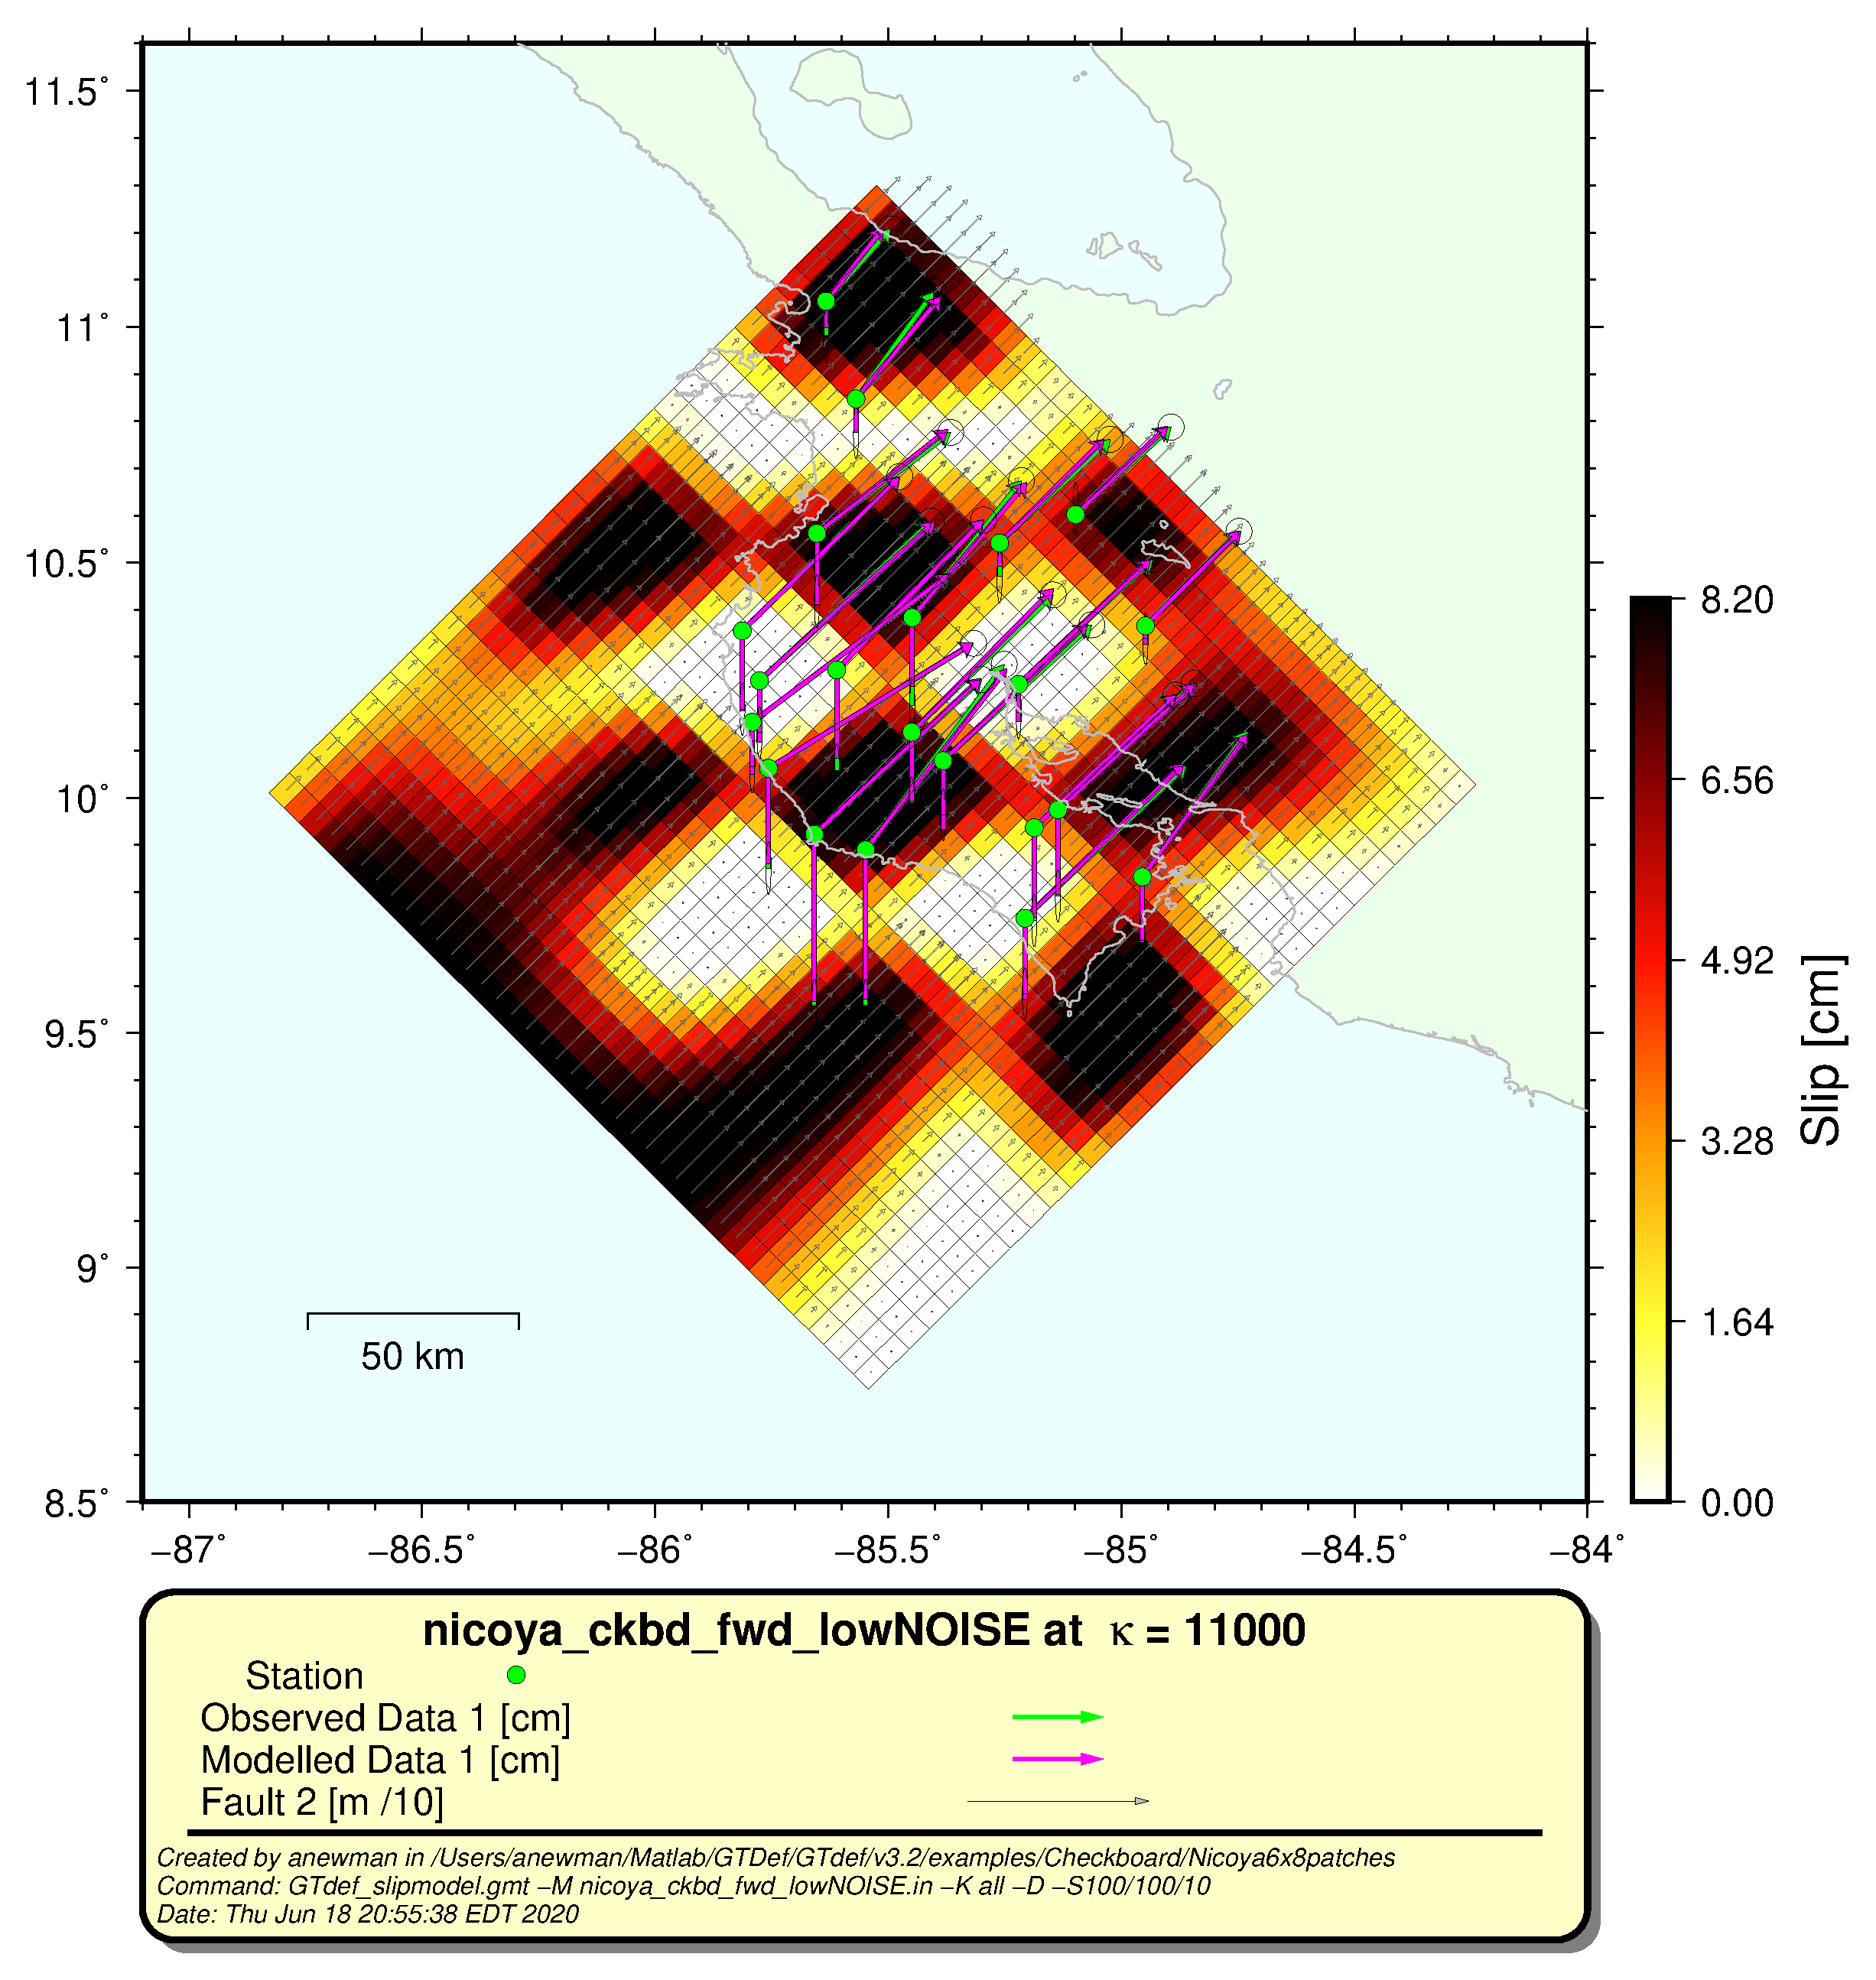 11.5°
11°
10.5°
10°
9.5°
9°
8.5°
−87°
−86.5°
−86°
−85.5°
−85°
−84.5°
−84°
50 km
8.20
6.56
4.92
3.28
1.64
0.00
Slip [cm]
nicoya_ckbd_fwd_lowNOISE at κ = 11000
Station
Observed Data 1 [cm]
Modelled Data 1 [cm]
Fault 2 [m /10]
Created by anewman in /Users/anewman/Matlab/GTDef/GTdef/v3.2/examples/Checkboard/Nicoya6x8patches
Command: GTdef_slipmodel.gmt −M nicoya_ckbd_fwd_lowNOISE.in −K all −D −S100/100/10
Date: Thu Jun 18 20:55:38 EDT 2020